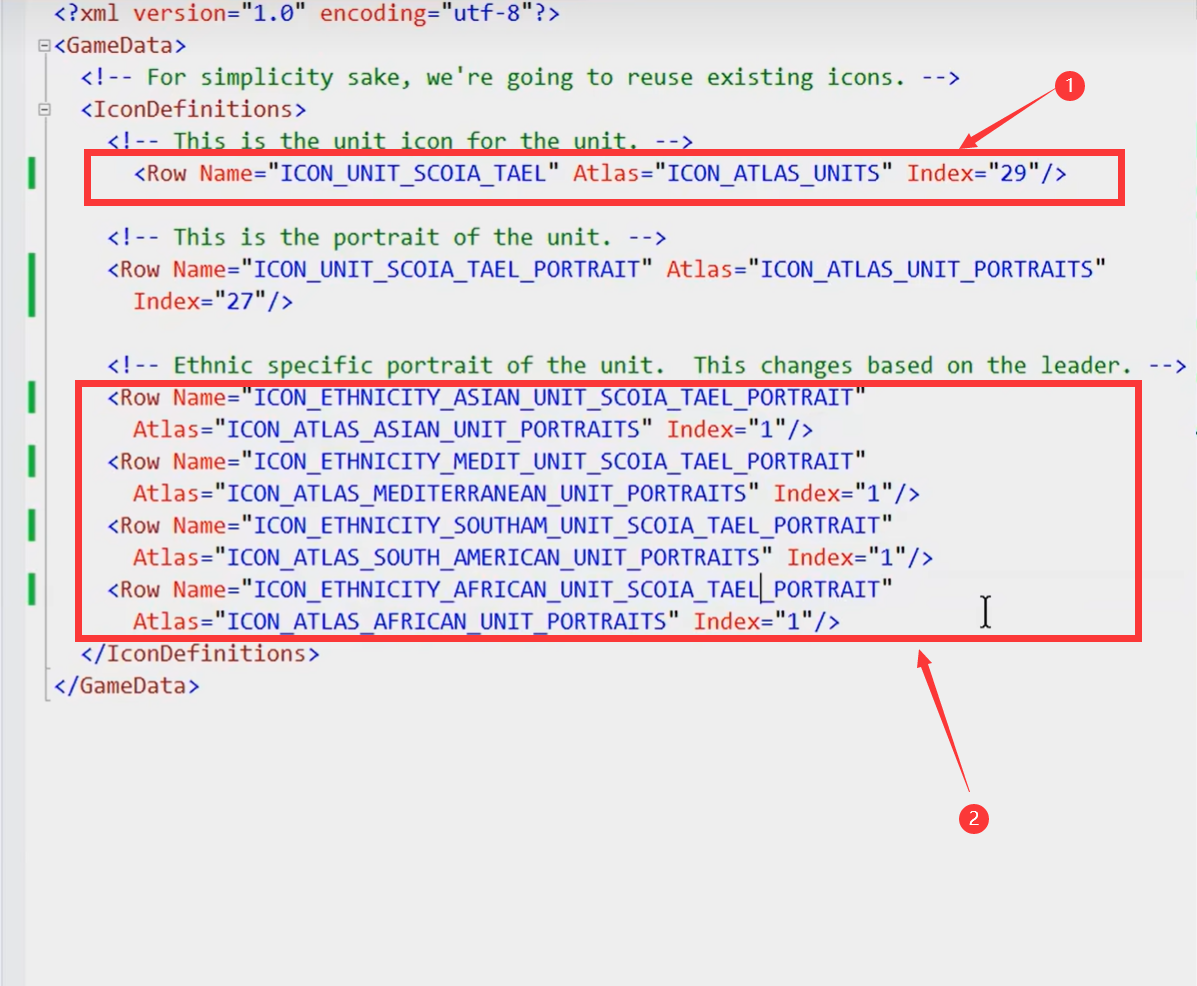 <?xml version="1.0" encoding="utf-8"?>
<GameData>
<!-- For simplicity sake, we're going to reuse existing icons. -->
<IconDefinitions>
1
<!-- This is the unit icon for the unit. -->
<Row Name="ICON_UNIT_SCOIA_TAEL" Atlas="ICON_ATLAS_UNITS" Index="29"/>
<!-- This is the portrait of the unit. -->
<Row Name="ICON_UNIT_SCOIA_TAEL_PORTRAIT" Atlas="ICON_ATLAS_UNIT_PORTRAITS"
Index="27"/>
<!-- Ethnic specific portrait of the unit.  This changes based on the leader. -->
<Row Name="ICON_ETHNICITY_ASIAN_UNIT_SCOIA_TAEL_PORTRAIT"
Atlas="ICON_ATLAS_ASIAN_UNIT_PORTRAITS" Index="1"/>
<Row Name="ICON_ETHNICITY_MEDIT_UNIT_SCOIA_TAEL_PORTRAIT"
Atlas="ICON_ATLAS_MEDITERRANEAN_UNIT_PORTRAITS" Index="1"/>
<Row Name="ICON_ETHNICITY_SOUTHAM_UNIT_SCOIA_TAEL_PORTRAIT"
Atlas="ICON_ATLAS_SOUTH_AMERICAN_UNIT_PORTRAITS" Index="1"/>
<Row Name="ICON_ETHNICITY_AFRICAN_UNIT_SCOIA_TAEL_PORTRAIT"
Atlas="ICON_ATLAS_AFRICAN_UNIT_PORTRAITS" Index="1"/>
</IconDefinitions>
</GameData>
2